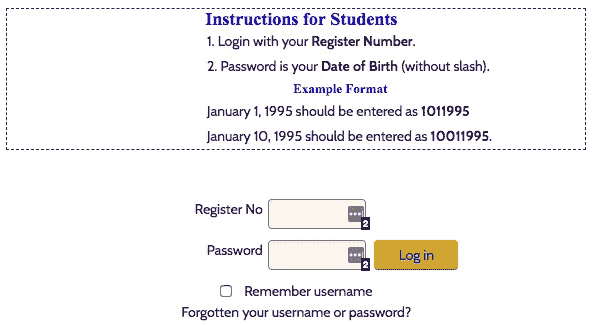 Instructions for Students
1. Login with your Register Number.
2. Password is your Date of Birth (without slash).
Example Format
January 1, 1995 should be entered as 1011995
January 10, 1995 should be entered as 10011995.
Register No
2
Password
2
Log in
Remember username
Forgotten your username or password?